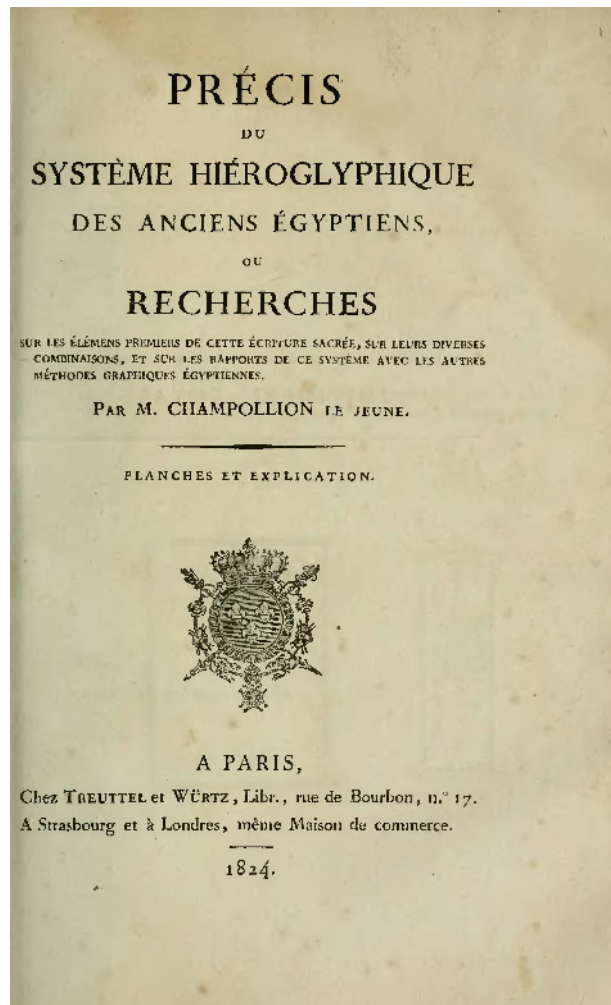 PRÉCIS
DU
SYSTÈME HIÉROGLYPHIQUE
DES ANCIENS ÉGYPTIENS,
OU
RECHERCHES
SUR LES ÉLÉMENS PREMIERS DE CETTE ÉCRITURE SACRÉE, SUR LEURS DIVERSES
COMBINAISONS, ET SUR LES RAPPORTS DE CE SYSTÈME AVEC LES AUTRES
MÉTHODES GRAPHIQUES ÉGYPTIENNES.
PAR M. CHAMPOLLION LE JEUNE.
PLANCHES ET EXPLICATION.
A PARIS,
Chez TREUTTEL et WÜRTZ, Libr., rue de Bourbon, n.° 17.
A Strasbourg et à Londres, même Maison de commerce.
1824.